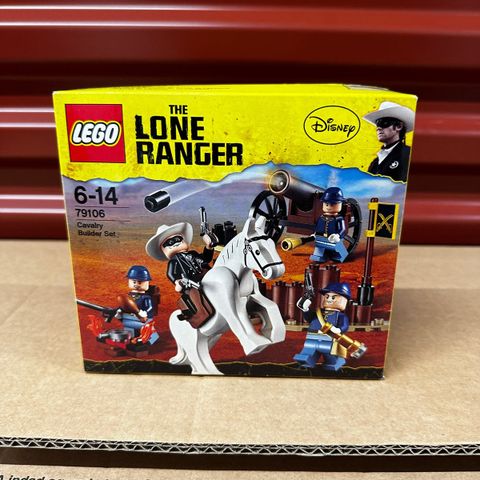 LEGO
THE
LONE
RANGER
Disney
6-14
79106
Cavalry
Builder Set